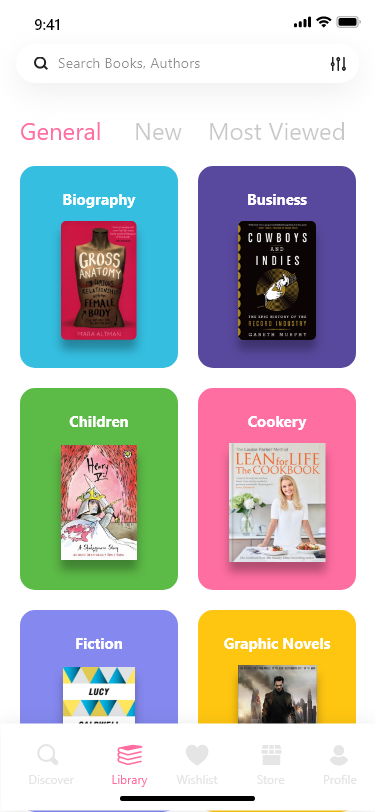 9:41
Search Books, Authors
General New Most Viewed
Biography
GROSS
ANATOMY
FEMALE
BODY
MARA ALTMAN
Business
COWBOYS
AND
INDIES
THE EPIC HISTORY OF THE
RECORD INDUSTRY
GARETH MURPHY
Children
Henry
V
A Shakespeare Story
Cookery
The Louise Parker Method
LEAN for LIFE
THE COOKBOOK
Fiction
LUCY
CALDWELL
Graphic Novels
Discover
Library
Wishlist
Store
Profile